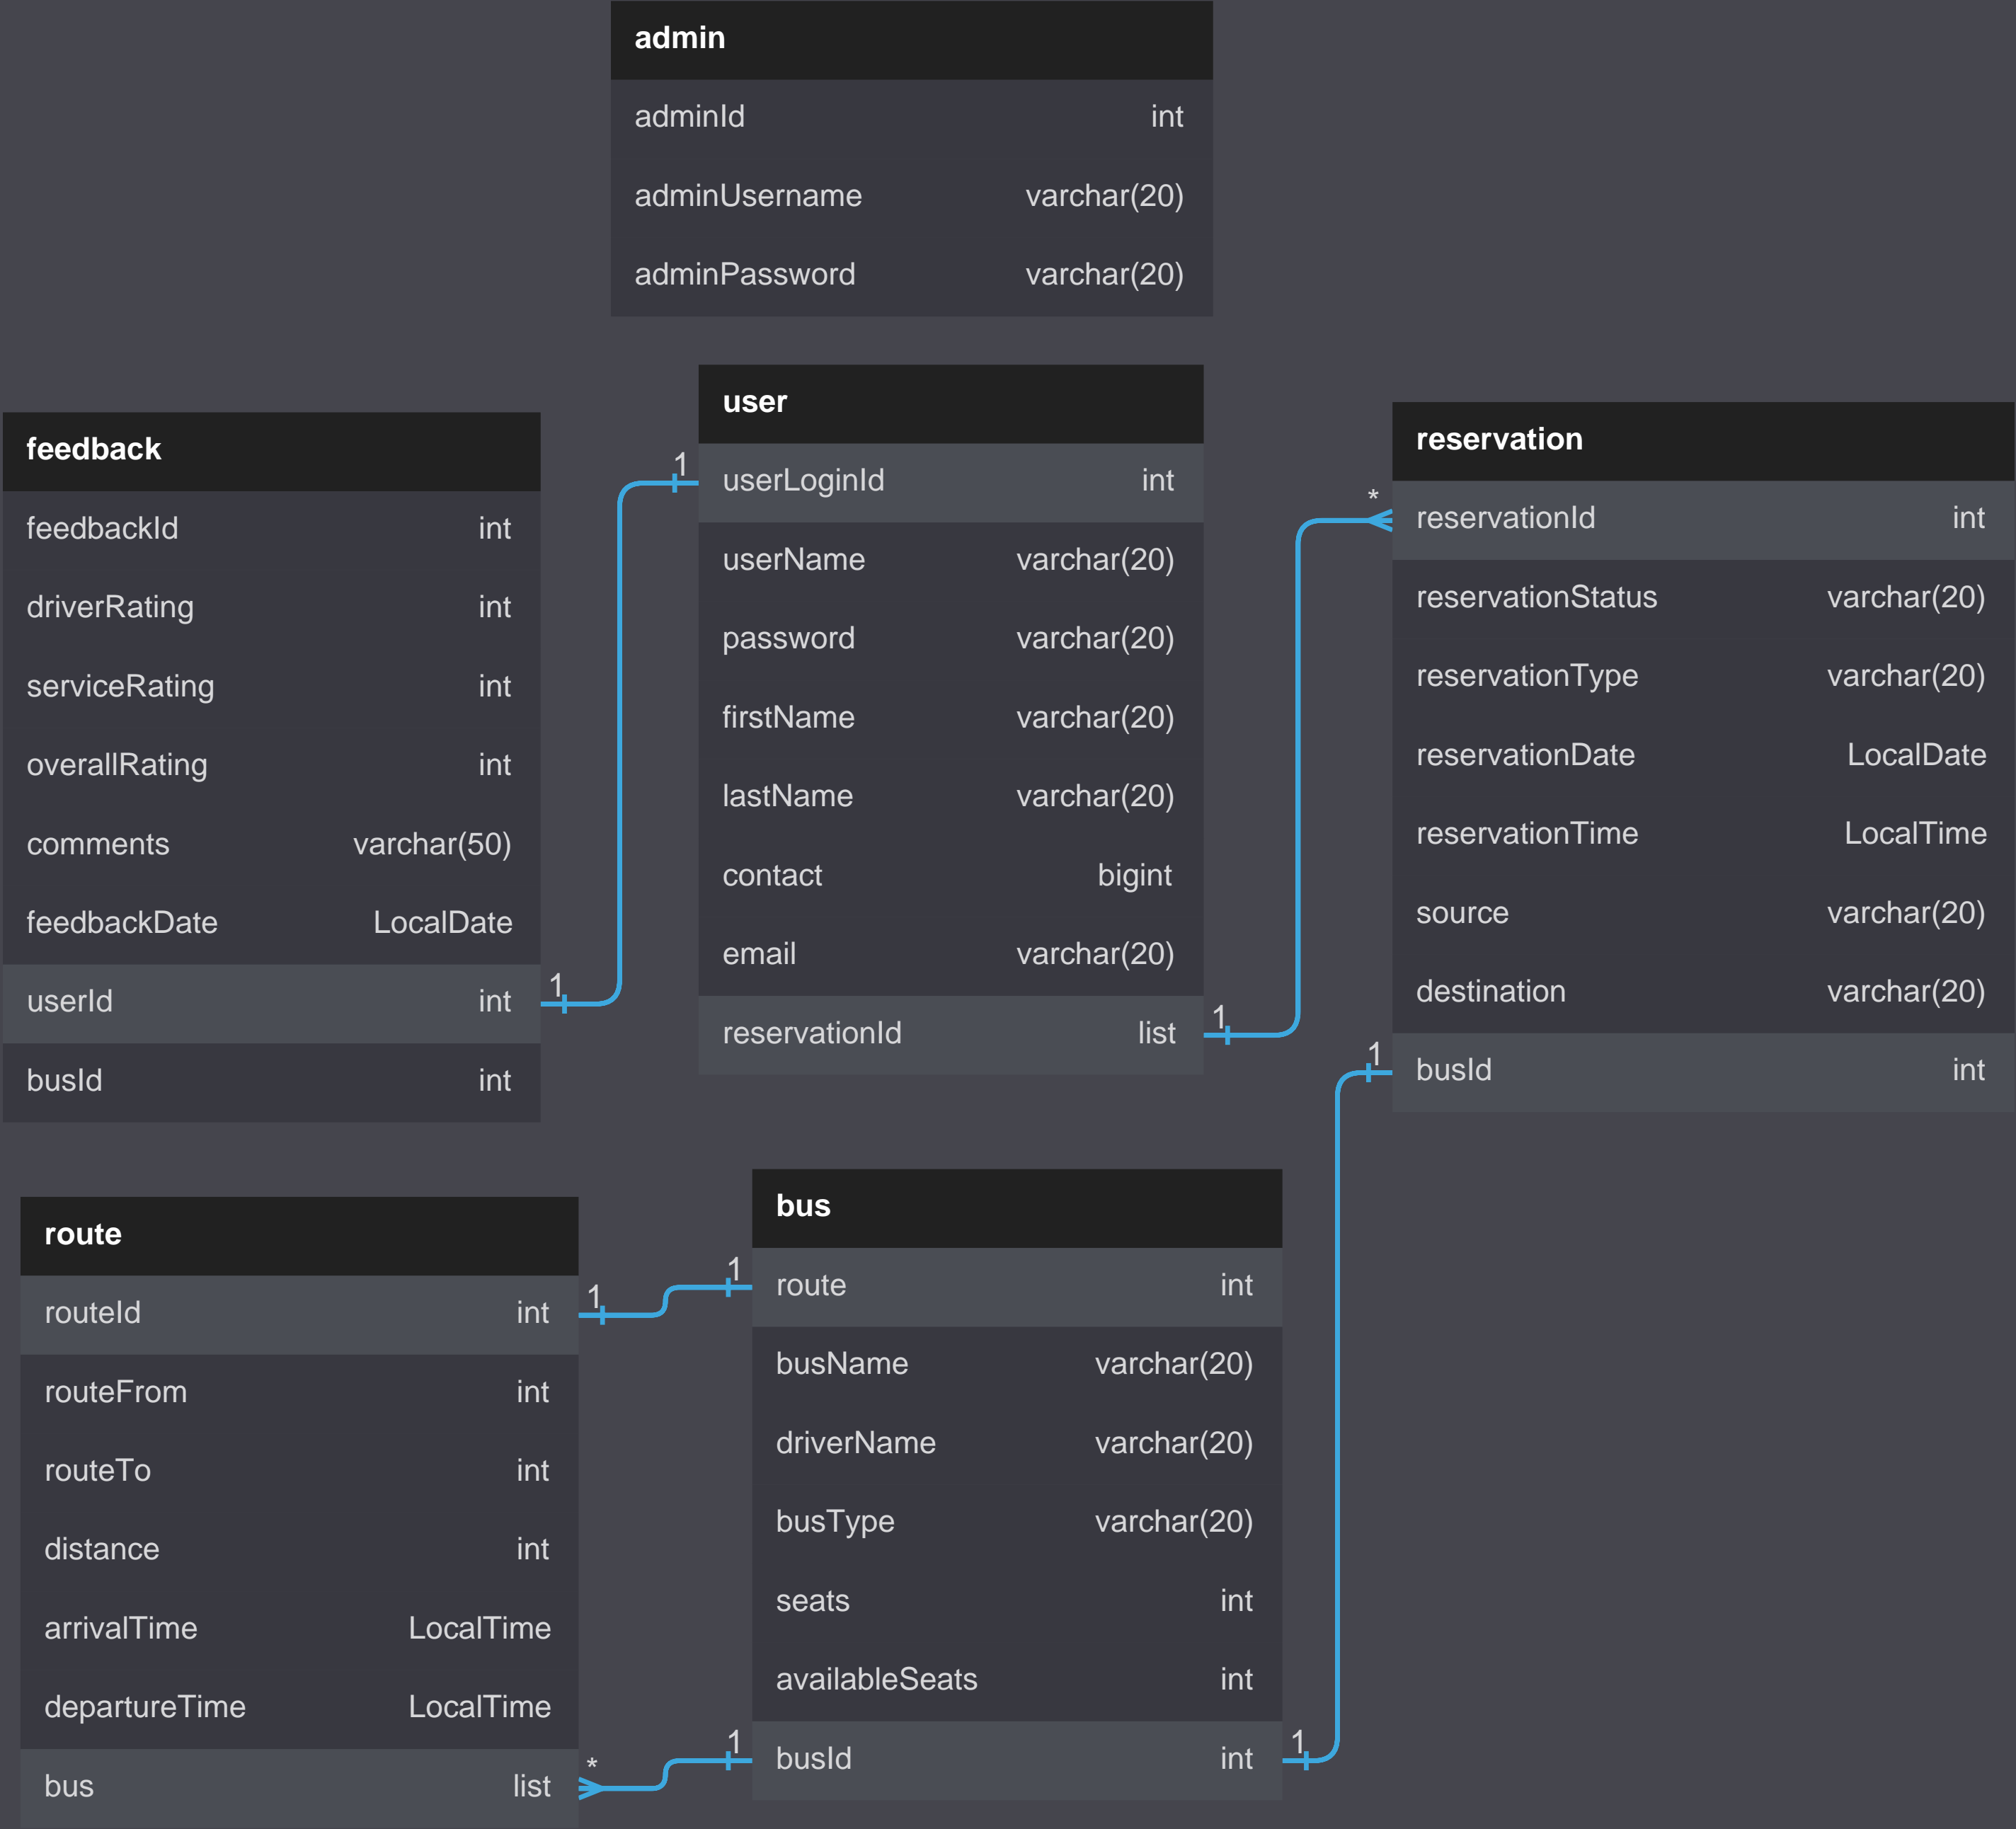 admin
adminId int
adminUsername varchar(20)
adminPassword varchar(20)
feedback
feedbackId int
driverRating int
serviceRating int
overallRating int
comments varchar(50)
feedbackDate LocalDate
userId int 1
busId int
user
1 userLoginId int
userName varchar(20)
password varchar(20)
firstName varchar(20)
lastName varchar(20)
contact bigint
email varchar(20)
reservationId list 1
reservation
* reservationId int
reservationStatus varchar(20)
reservationType varchar(20)
reservationDate LocalDate
reservationTime LocalTime
source varchar(20)
destination varchar(20)
1 busId int
route
routeId int 1
routeFrom int
routeTo int
distance int
arrivalTime LocalTime
departureTime LocalTime
bus list *
bus
1 route int
busName varchar(20)
driverName varchar(20)
busType varchar(20)
seats int
availableSeats int
1 busId int 1